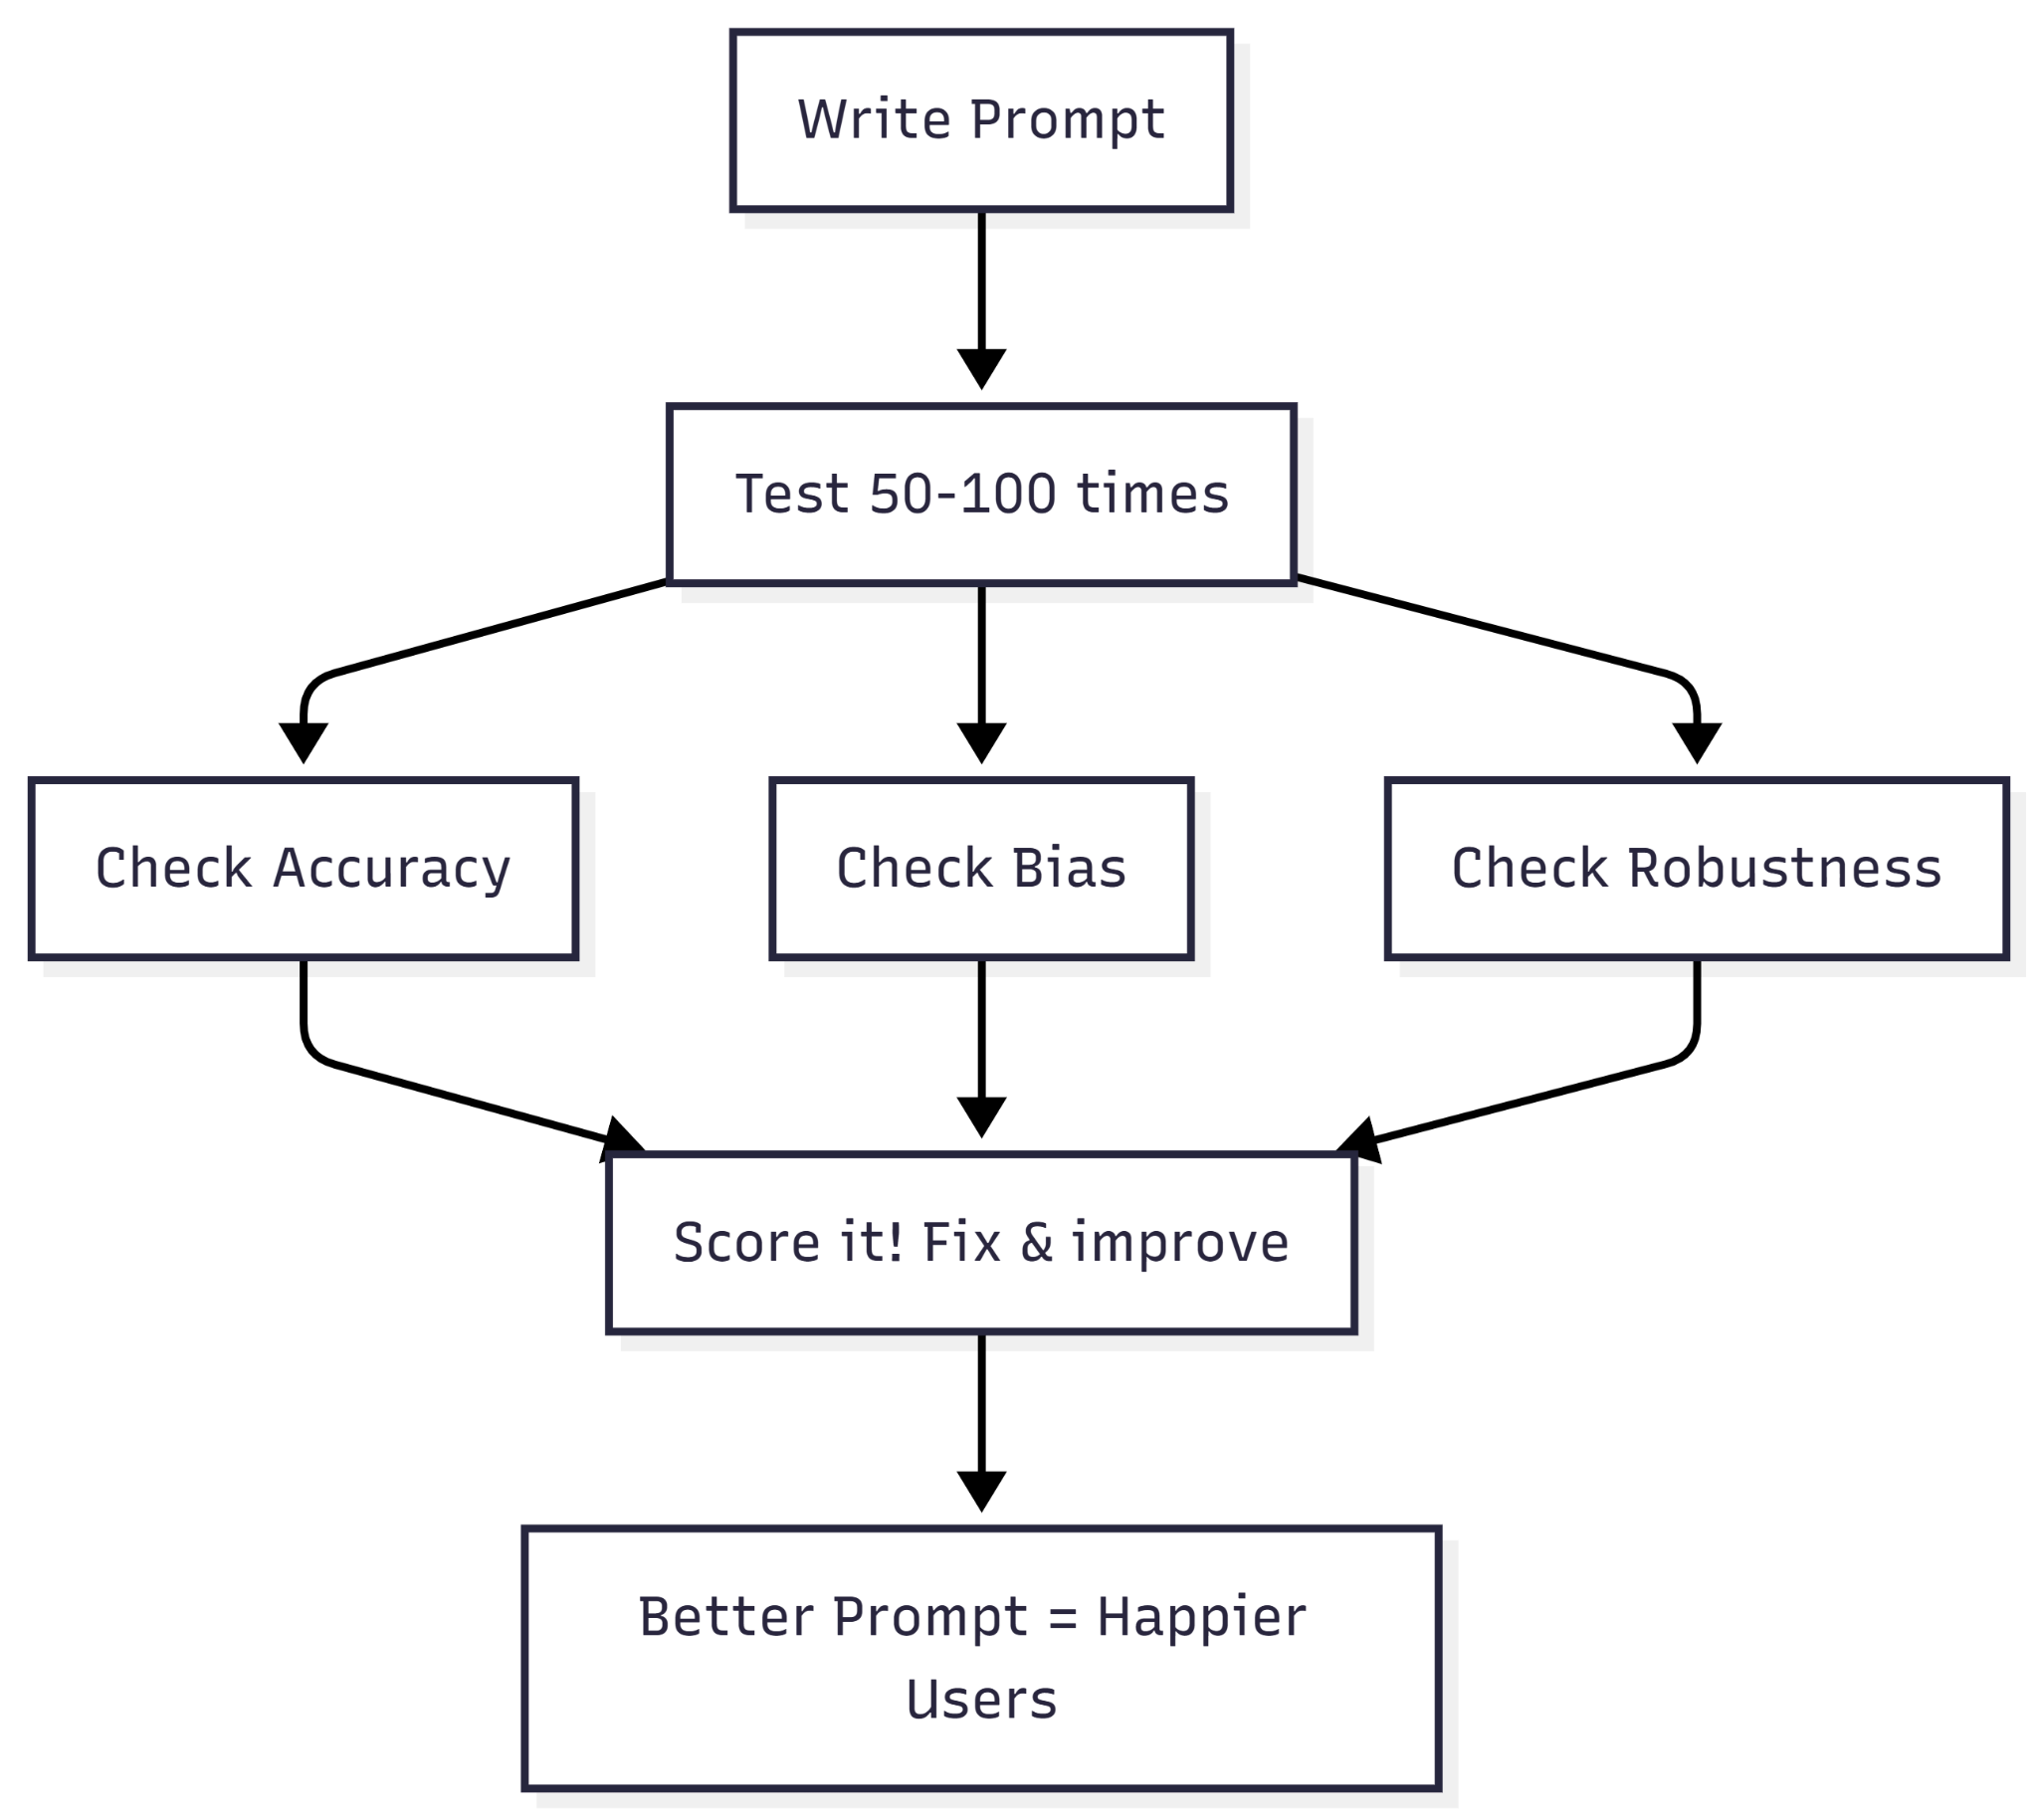 Write Prompt
Test 50-100 times
Check Accuracy
Check Bias
Check Robustness
Score it! Fix & improve
Better Prompt = Happier
Users